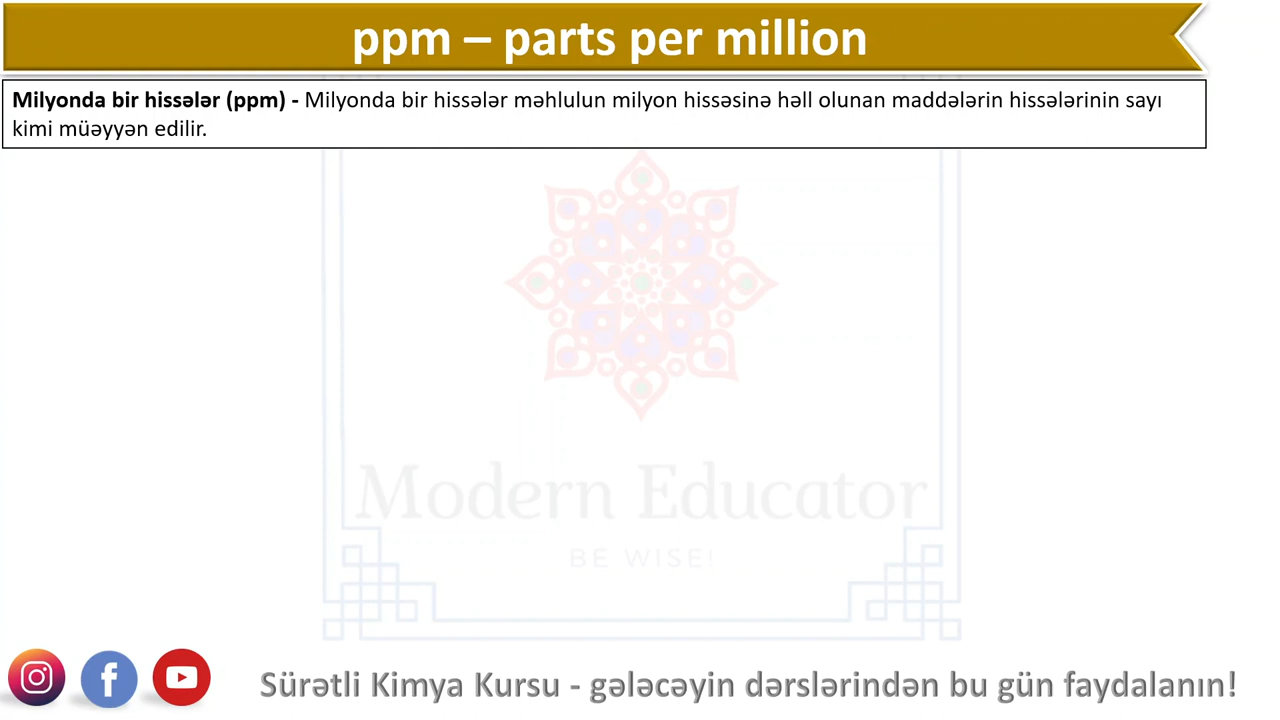 ppm – parts per million
Milyonda bir hissələr (ppm) - Milyonda bir hissələr məhlulun milyon hissəsinə həll olunan maddələrin hissələrinin sayı
kimi müəyyən edilir.
Modern Educator
BE WISE!
Sürətli Kimya Kursu - gələcəyin dərslərindən bu gün faydalanın!